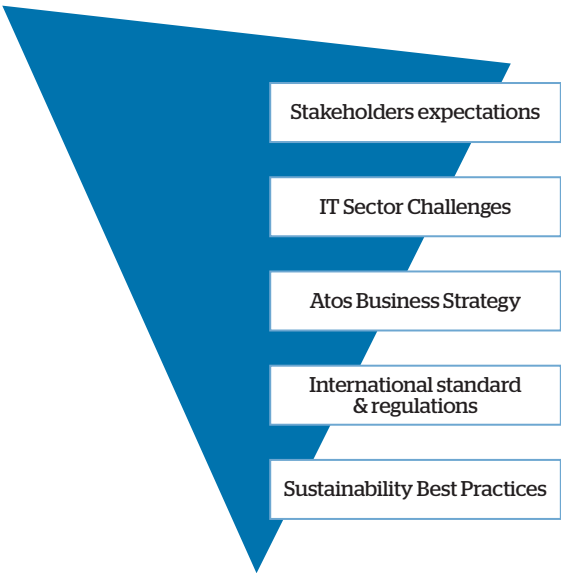 Stakeholders expectations
IT Sector Challenges
Atos Business Strategy
International standard
& regulations
Sustainability Best Practices